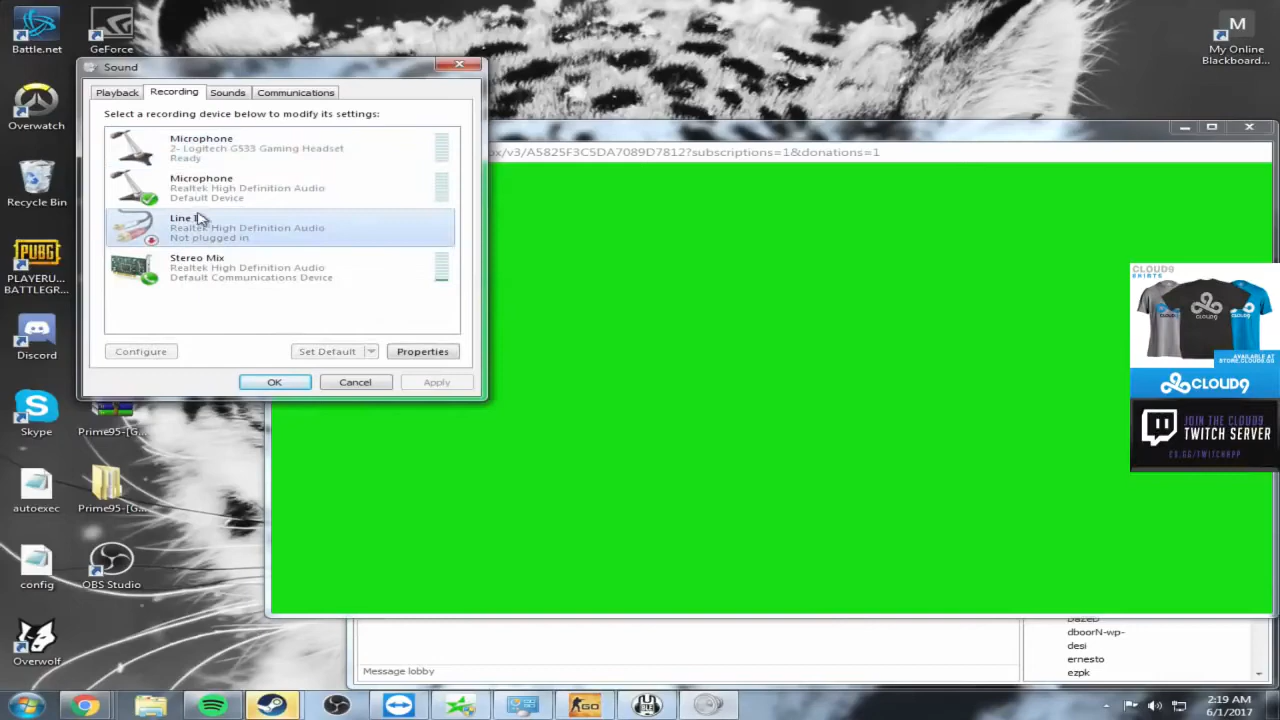 Battle.net
GeForce
My Online
Blackboard...
Overwatch
Recycle Bin
PUBG
PLAYERU...
BATTLEGR...
Discord
Skype
Prime95-[G...
autoexec
Prime95-[G...
config
OBS Studio
Overwolf
Sound
Playback
Recording
Sounds
Communications
Select a recording device below to modify its settings:
Microphone
2- Logitech G533 Gaming Headset
Ready
Microphone
Realtek High Definition Audio
Default Device
Line
Realtek High Definition Audio
Not plugged in
Stereo Mix
Realtek High Definition Audio
Default Communications Device
Configure
Set Default
Properties
OK
Cancel
Apply
ox/v3/A5825F3C5DA7089D7812?subscriptions=1&donations=1
CLOUD9
SHIRTS
CLOUD9
AVAILABLE AT
STORE.CLOUD9.GG
CLOUD9
JOIN THE CLOUD9
TWITCH SERVER
C9.GG/TWITCHAPP
DazeD
dboorN-wp-
desi
ernesto
ezpk
Message lobby
GO
2:19 AM
6/1/2017